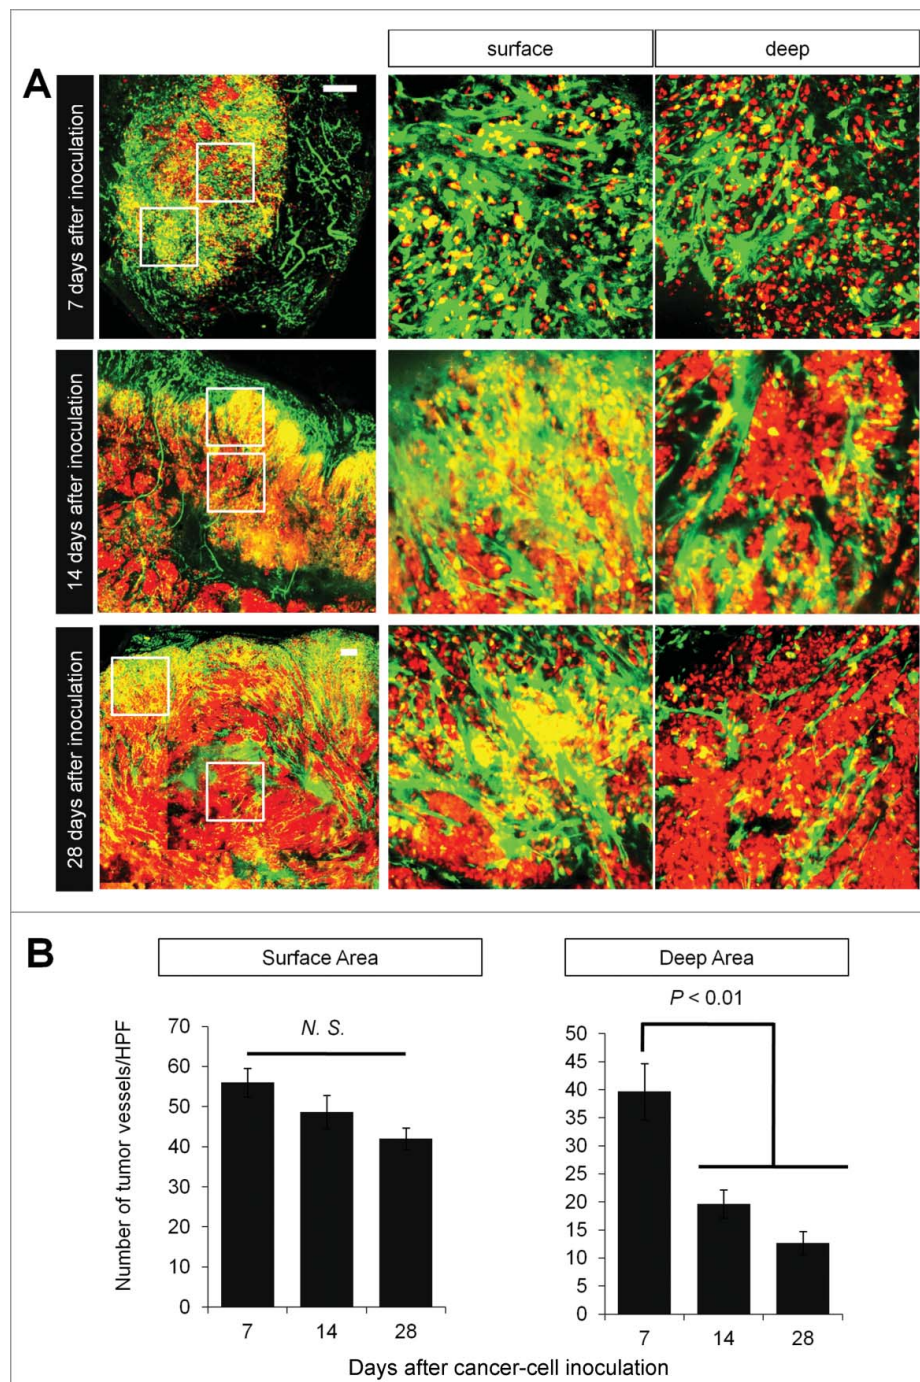 surface
deep
A
7 days after inoculation
14 days after inoculation
28 days after inoculation
B
Surface Area
Deep Area
Number of tumor vessels/HPF
70
60
50
40
30
20
10
0
N. S.
7
14
28
P < 0.01
50
45
40
35
30
25
20
15
10
5
0
7
14
28
Days after cancer-cell inoculation